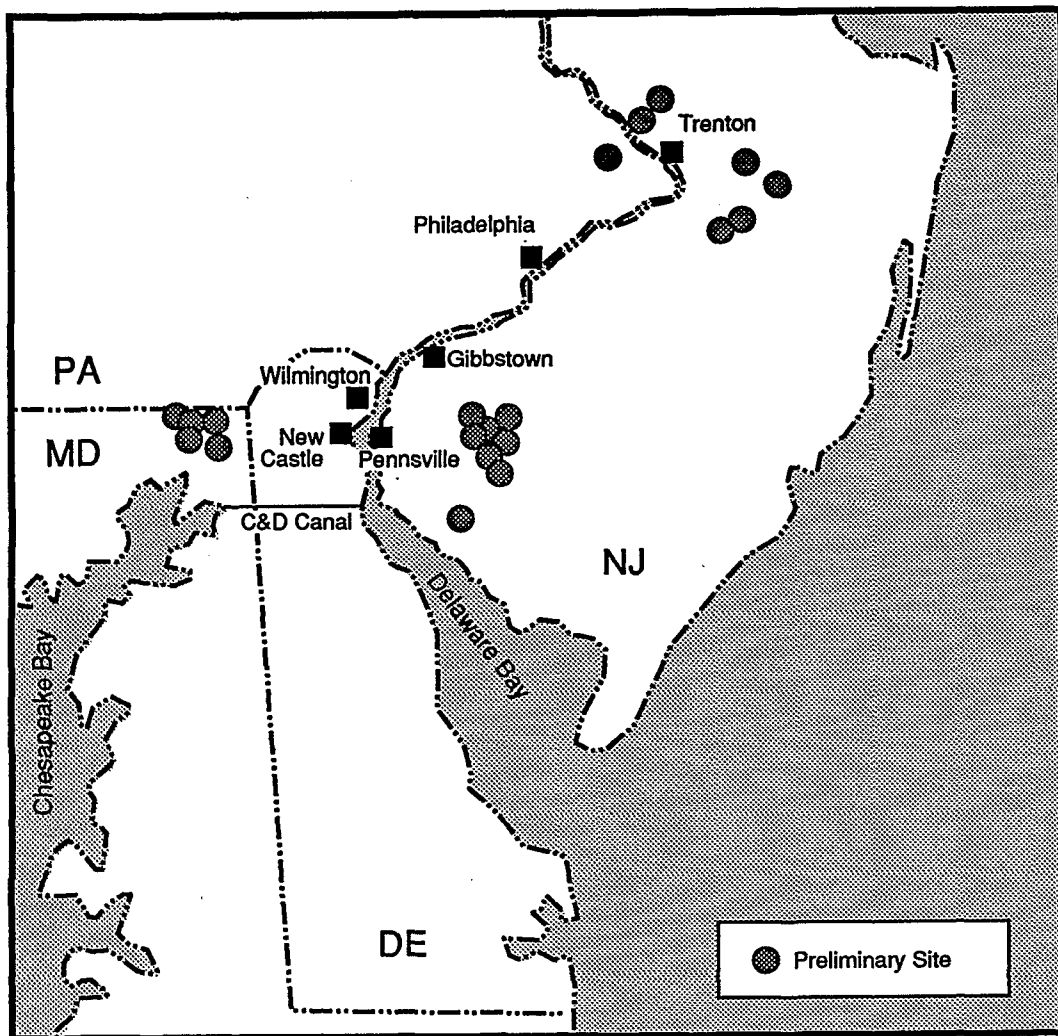 Trenton
Philadelphia
Gibbstown
PA
Wilmington
MD
New
Castle
Pennsville
C&D Canal
NJ
Delaware Bay
Chesapeake Bay
DE
Preliminary Site